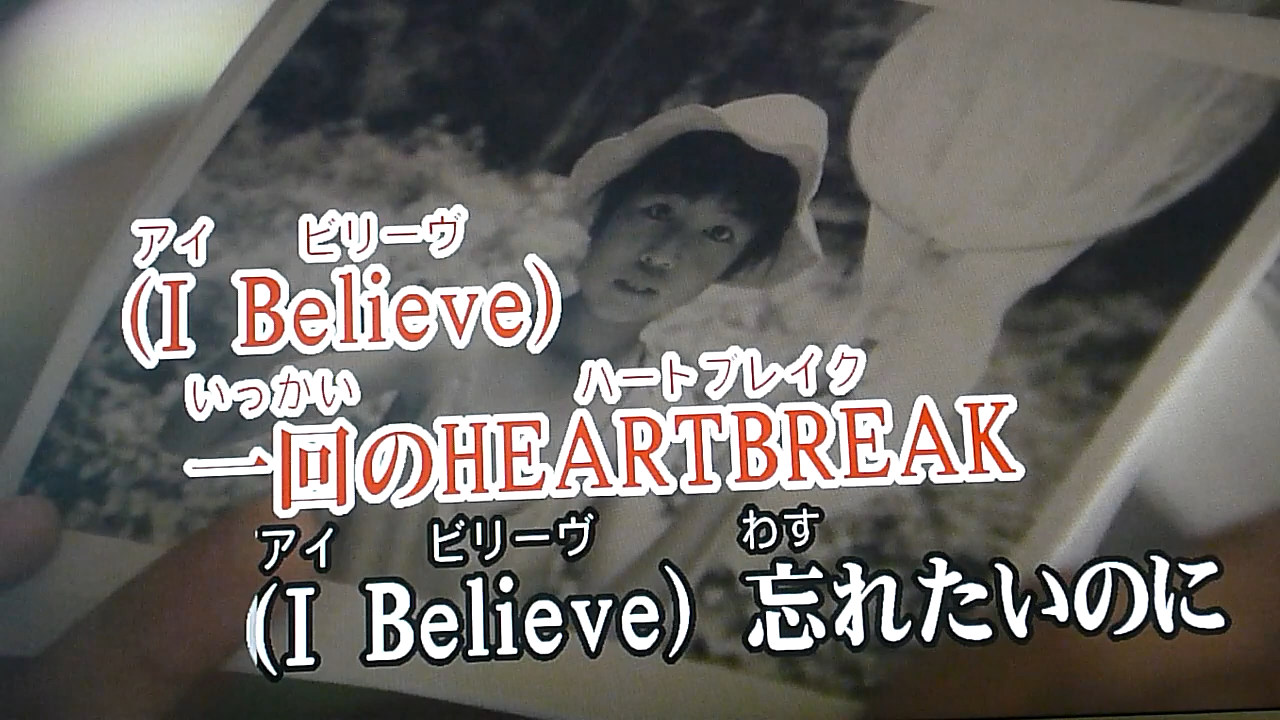 アイ ビリーヴ
(I Believe)
いっかい ハートブレイク
一回のHEARTBREAK
アイ ビリーヴ わす
(I Believe) 忘れたいのに